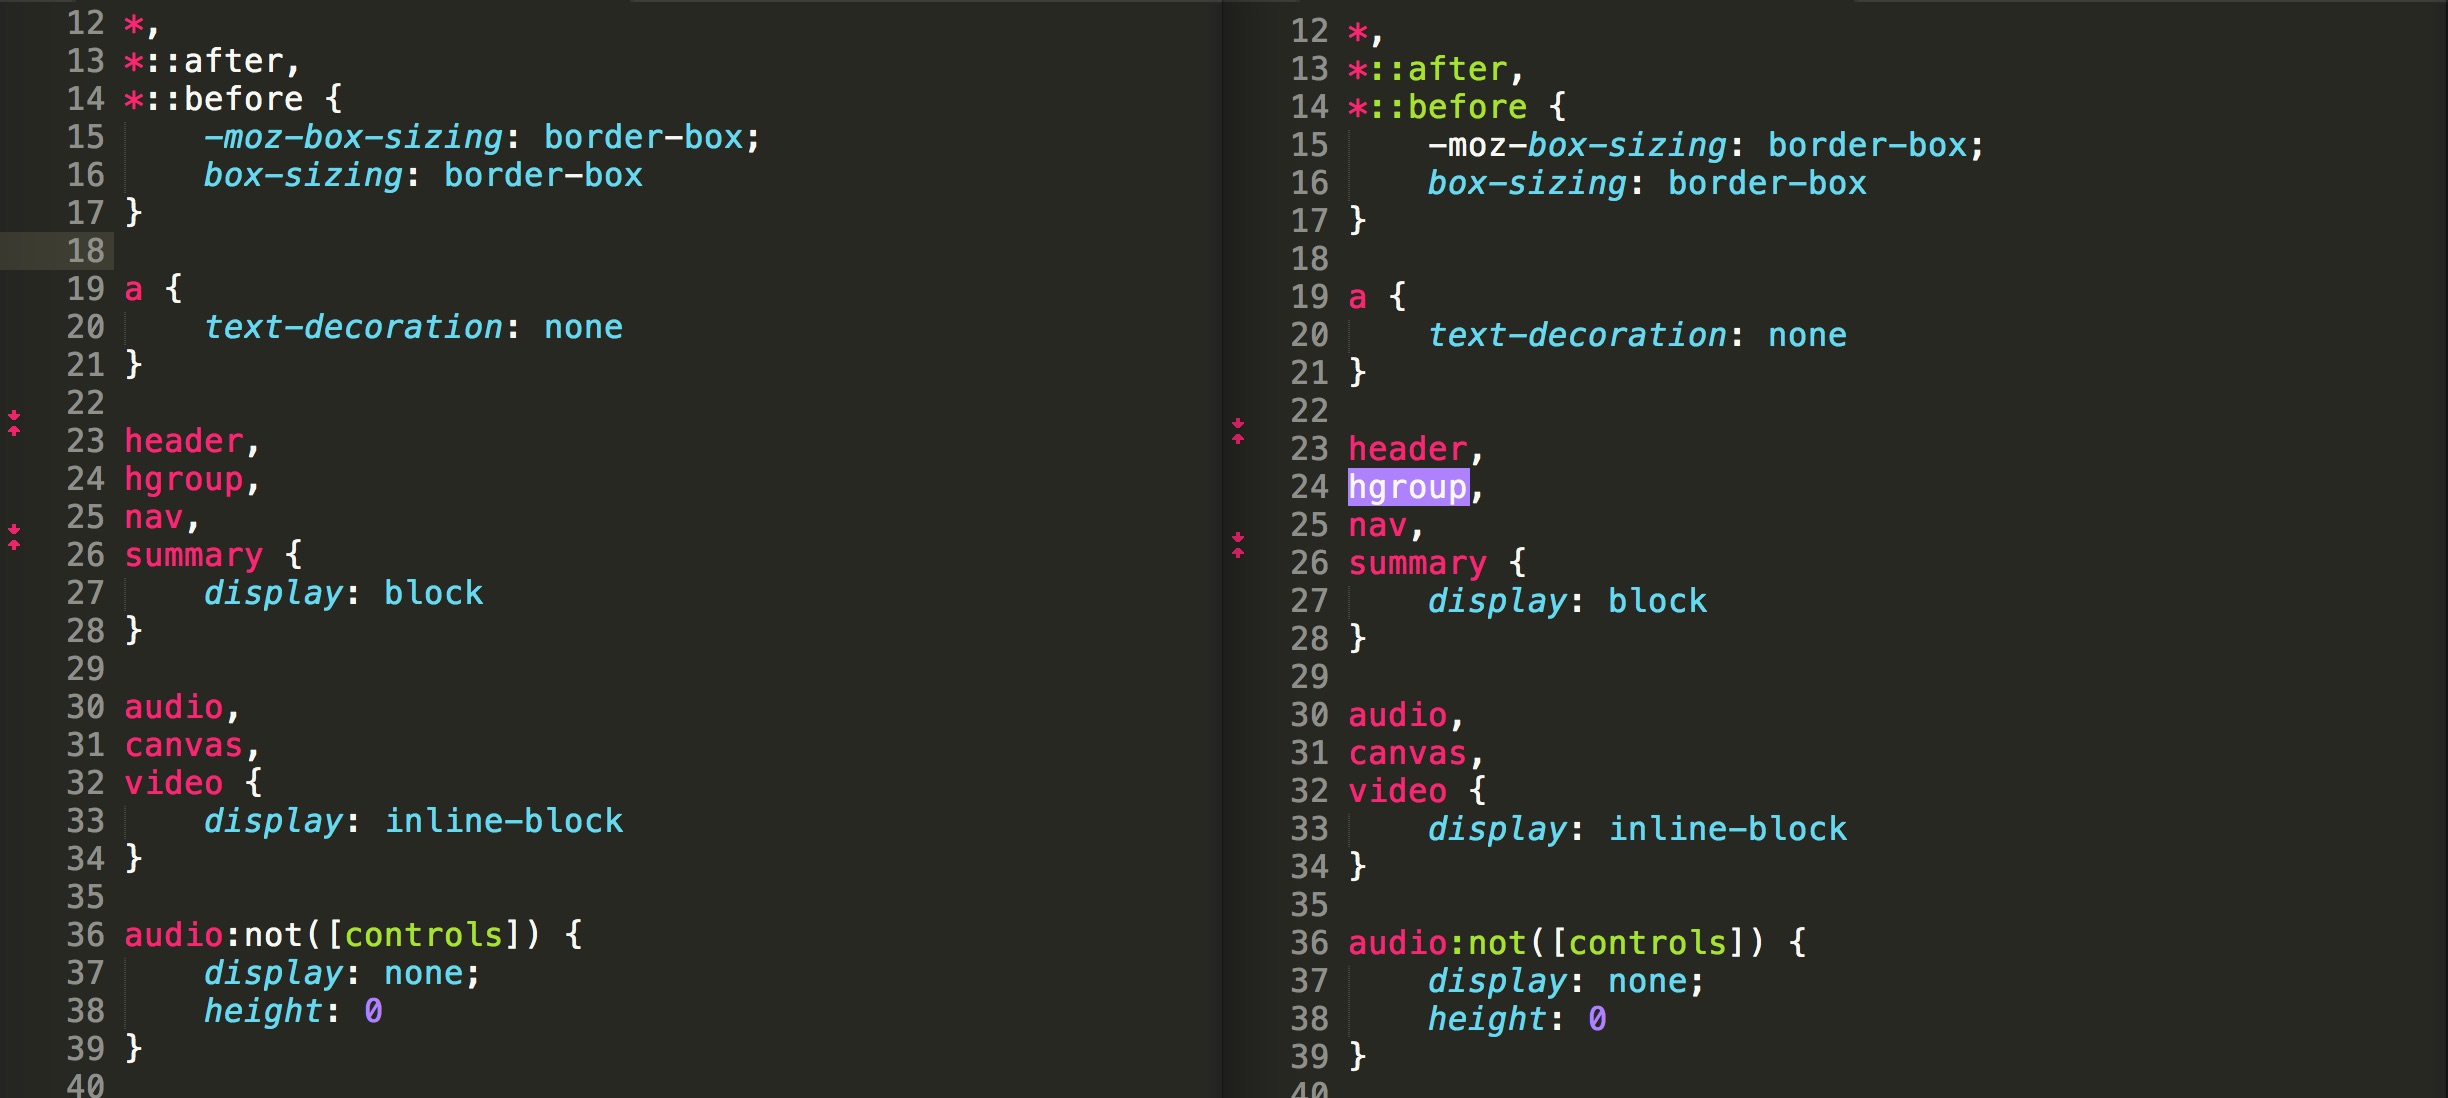 12 *,
13 *::after,
14 *::before {
15     -moz-box-sizing: border-box;
16     box-sizing: border-box
17 }
18
19 a {
20     text-decoration: none
21 }
22
23 header,
24 hgroup,
25 nav,
26 summary {
27     display: block
28 }
29
30 audio,
31 canvas,
32 video {
33     display: inline-block
34 }
35
36 audio:not([controls]) {
37     display: none;
38     height: 0
39 }
40
12 *,
13 *::after,
14 *::before {
15     -moz-box-sizing: border-box;
16     box-sizing: border-box
17 }
18
19 a {
20     text-decoration: none
21 }
22
23 header,
24 hgroup,
25 nav,
26 summary {
27     display: block
28 }
29
30 audio,
31 canvas,
32 video {
33     display: inline-block
34 }
35
36 audio:not([controls]) {
37     display: none;
38     height: 0
39 }
40